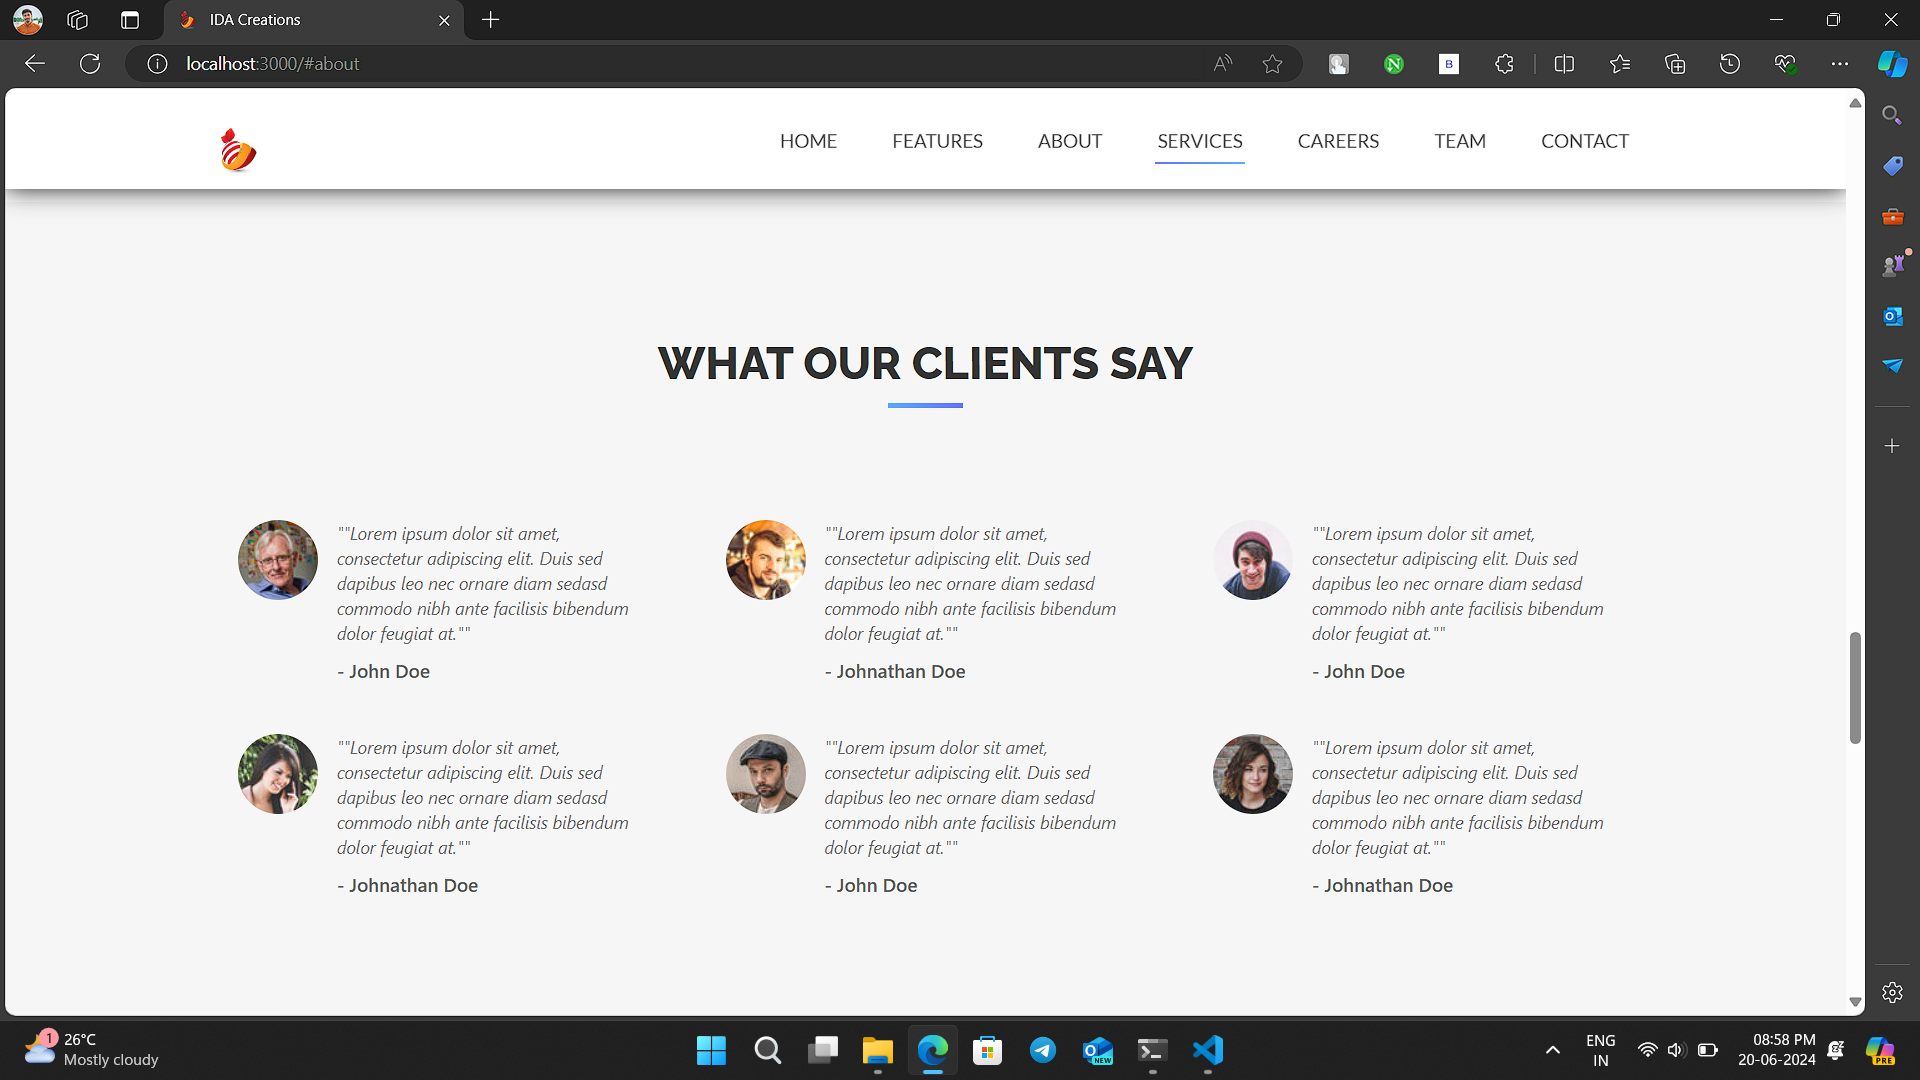 IDA Creations
localhost:3000/#about
B
HOME FEATURES ABOUT SERVICES CAREERS TEAM CONTACT
WHAT OUR CLIENTS SAY
""Lorem ipsum dolor sit amet,
consectetur adipiscing elit. Duis sed
dapibus leo nec ornare diam sedasd
commodo nibh ante facilisis bibendum
dolor feugiat at.""
- John Doe
""Lorem ipsum dolor sit amet,
consectetur adipiscing elit. Duis sed
dapibus leo nec ornare diam sedasd
commodo nibh ante facilisis bibendum
dolor feugiat at.""
- Johnathan Doe
""Lorem ipsum dolor sit amet,
consectetur adipiscing elit. Duis sed
dapibus leo nec ornare diam sedasd
commodo nibh ante facilisis bibendum
dolor feugiat at.""
- John Doe
""Lorem ipsum dolor sit amet,
consectetur adipiscing elit. Duis sed
dapibus leo nec ornare diam sedasd
commodo nibh ante facilisis bibendum
dolor feugiat at.""
- Johnathan Doe
""Lorem ipsum dolor sit amet,
consectetur adipiscing elit. Duis sed
dapibus leo nec ornare diam sedasd
commodo nibh ante facilisis bibendum
dolor feugiat at.""
- John Doe
""Lorem ipsum dolor sit amet,
consectetur adipiscing elit. Duis sed
dapibus leo nec ornare diam sedasd
commodo nibh ante facilisis bibendum
dolor feugiat at.""
- Johnathan Doe
1
26°C
Mostly cloudy
NEW
ENG
IN
08:58 PM
20-06-2024
PRE